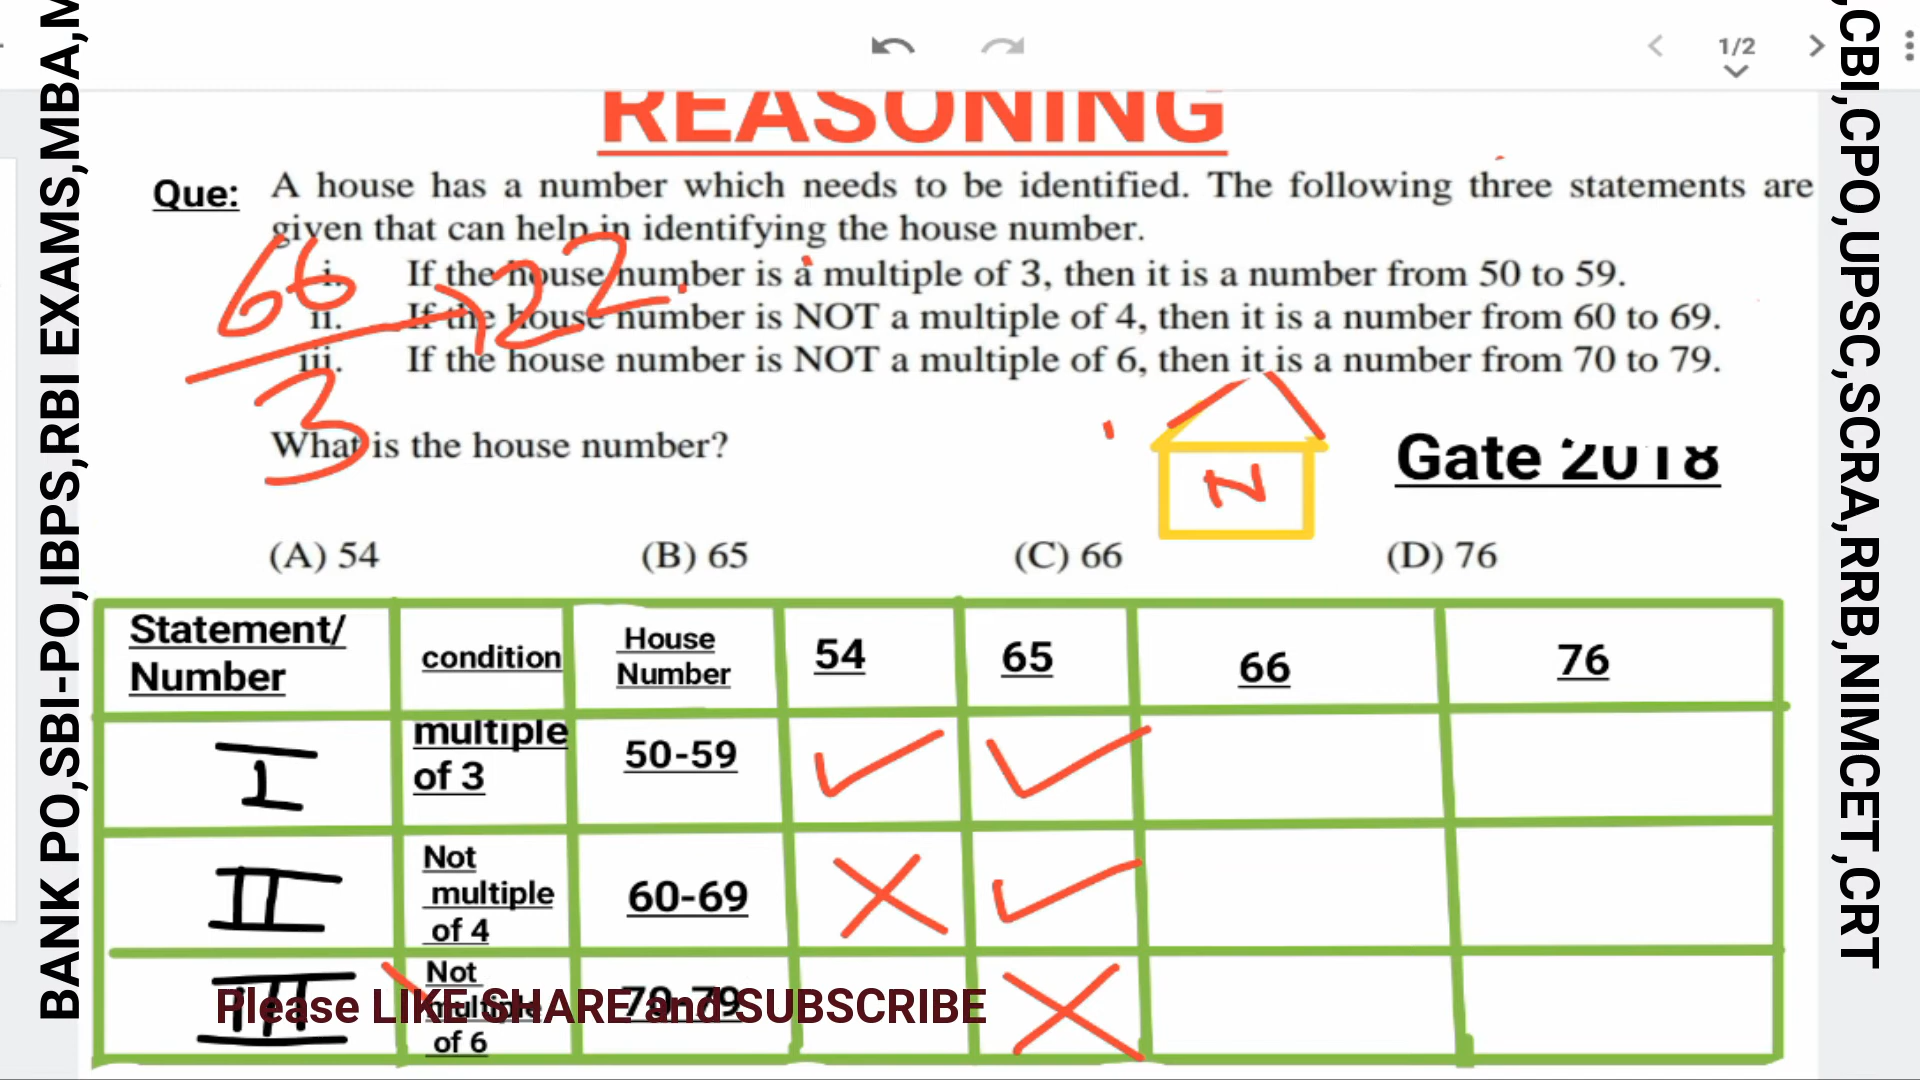 1/2
REASONING
Que: A house has a number which needs to be identified. The following three statements are
given that can help in identifying the house number.
i. If the house number is a multiple of 3, then it is a number from 50 to 59.
ii. If the house number is NOT a multiple of 4, then it is a number from 60 to 69.
iii. If the house number is NOT a multiple of 6, then it is a number from 70 to 79.
66
3
22
What is the house number?
N
Gate 2018
(A) 54 (B) 65 (C) 66 (D) 76
Statement/
Number
condition
House
Number
54 65 66 76
I
multiple
of 3
50-59
II
Not
multiple
of 4
60-69
III
Not
multiple
of 6
70-79
Please LIKE SHARE and SUBSCRIBE
BANK PO,SBI-PO,IBPS,RBI EXAMS,MBA,M
,CBI,CPO,UPSC,SCRA,RRB,NIMCET,CRT